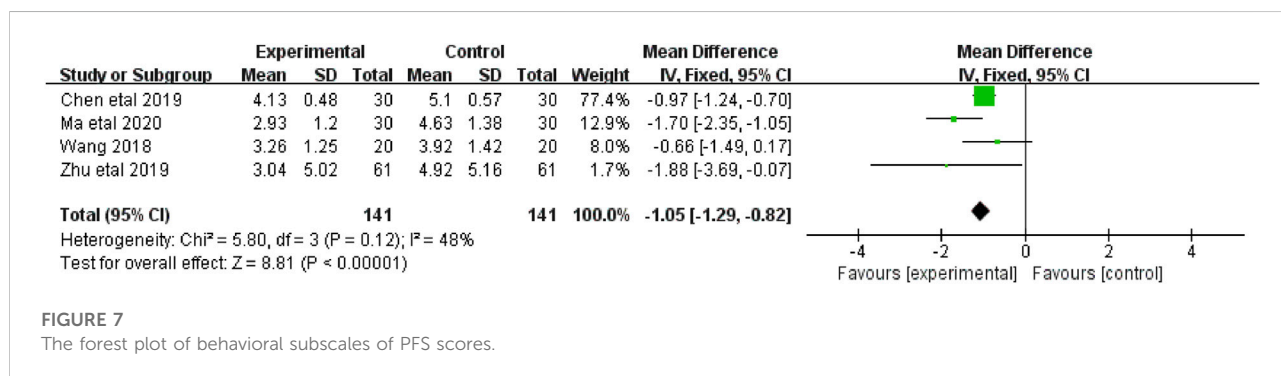 Experimental Control Mean Difference Mean Difference
Study or Subgroup Mean SD Total Mean SD Total Weight IV, Fixed, 95% CI IV, Fixed, 95% CI
Chen etal 2019 4.13 0.48 30 5.1 0.57 30 77.4% -0.97 [-1.24, -0.70]
Ma etal 2020 2.93 1.2 30 4.63 1.38 30 12.9% -1.70 [-2.35, -1.05]
Wang 2018 3.26 1.25 20 3.92 1.42 20 8.0% -0.66 [-1.49, 0.17]
Zhu etal 2019 3.04 5.02 61 4.92 5.16 61 1.7% -1.88 [-3.69, -0.07]
Total (95% CI) 141 141 100.0% -1.05 [-1.29, -0.82]
Heterogeneity: Chi² = 5.80, df = 3 (P = 0.12); I² = 48%
Test for overall effect: Z = 8.81 (P < 0.00001)
-4 -2 0 2 4
Favours [experimental] Favours [control]
FIGURE 7
The forest plot of behavioral subscales of PFS scores.